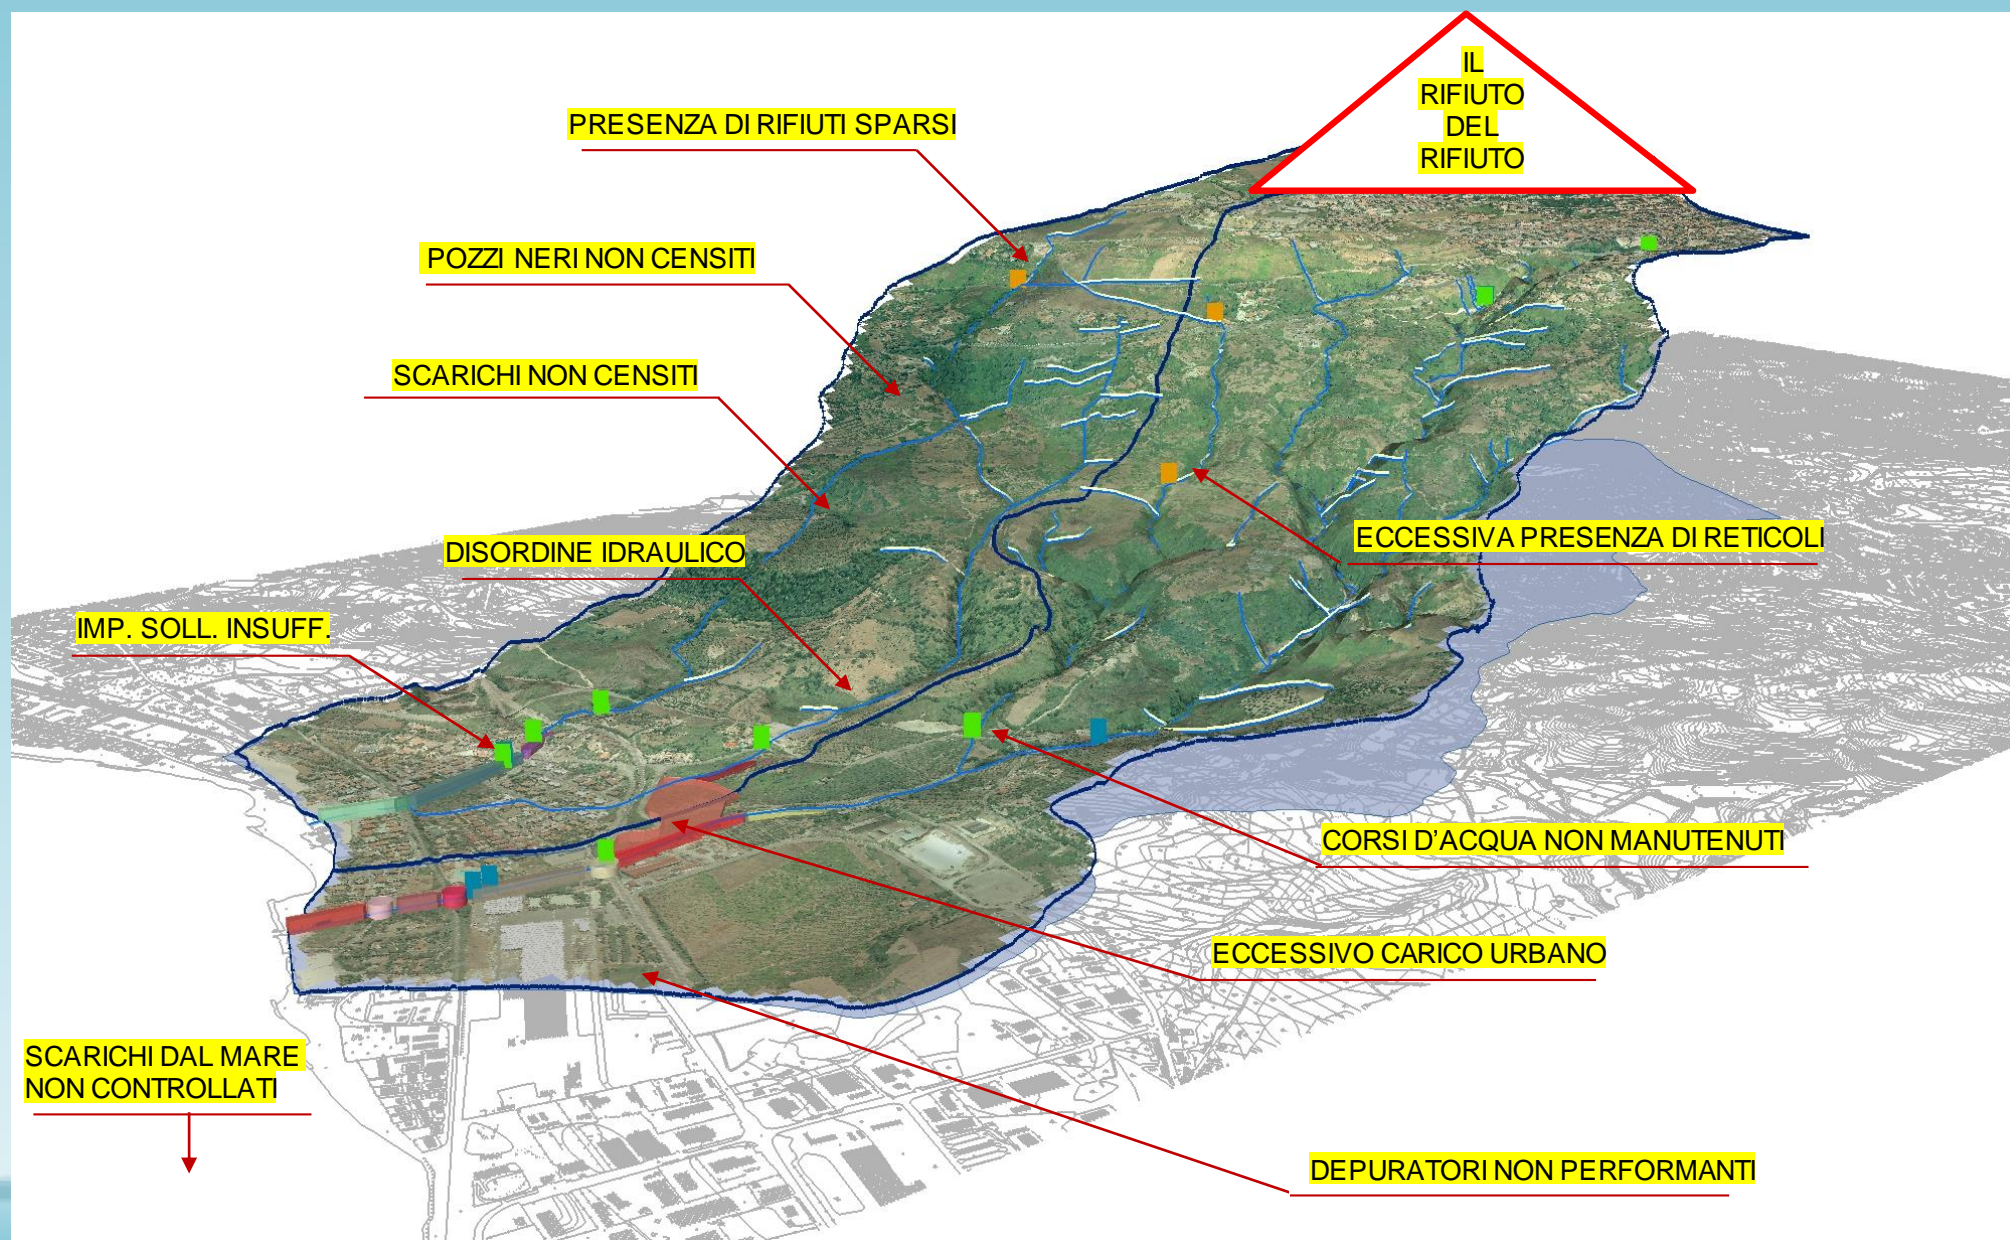 IL
RIFIUTO
DEL
RIFIUTO
PRESENZA DI RIFIUTI SPARSI
POZZI NERI NON CENSITI
SCARICHI NON CENSITI
DISORDINE IDRAULICO
ECCESSIVA PRESENZA DI RETICOLI
IMP. SOLL. INSUFF.
CORSI D’ACQUA NON MANUTENUTI
ECCESSIVO CARICO URBANO
SCARICHI DAL MARE
NON CONTROLLATI
DEPURATORI NON PERFORMANTI